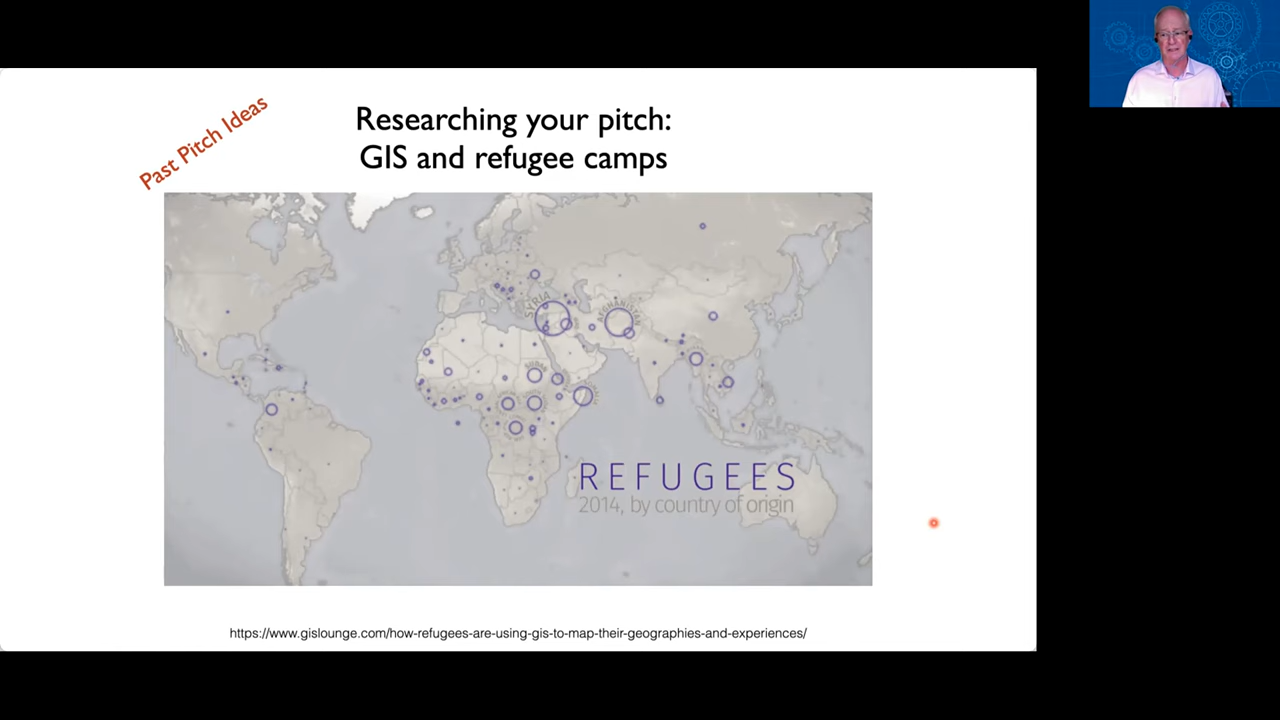 Past Pitch Ideas
Researching your pitch:
GIS and refugee camps
SYRIA
AFGHANISTAN
SUDAN
REFUGEES
2014, by country of origin
https://www.gislounge.com/how-refugees-are-using-gis-to-map-their-geographies-and-experiences/